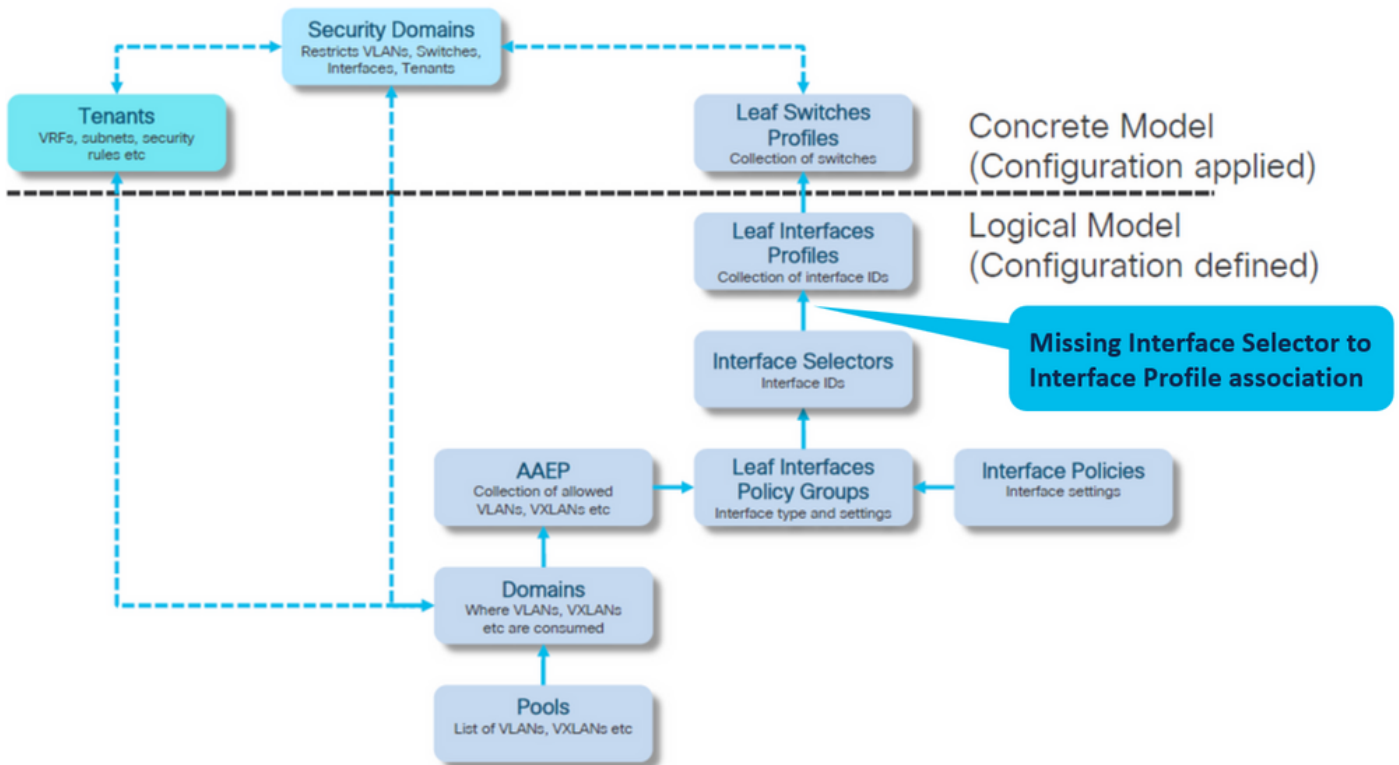 Security Domains
Restricts VLANs, Switches,
Interfaces, Tenants
Tenants
VRFs, subnets, security
rules etc
Leaf Switches
Profiles
Collection of switches
Concrete Model
(Configuration applied)
Leaf Interfaces
Profiles
Collection of interface IDs
Logical Model
(Configuration defined)
Missing Interface Selector to
Interface Profile association
Interface Selectors
Interface IDs
AAEP
Collection of allowed
VLANs, VXLANs etc
Leaf Interfaces
Policy Groups
Interface type and settings
Interface Policies
Interface settings
Domains
Where VLANs, VXLANs
etc are consumed
Pools
List of VLANs, VXLANs etc